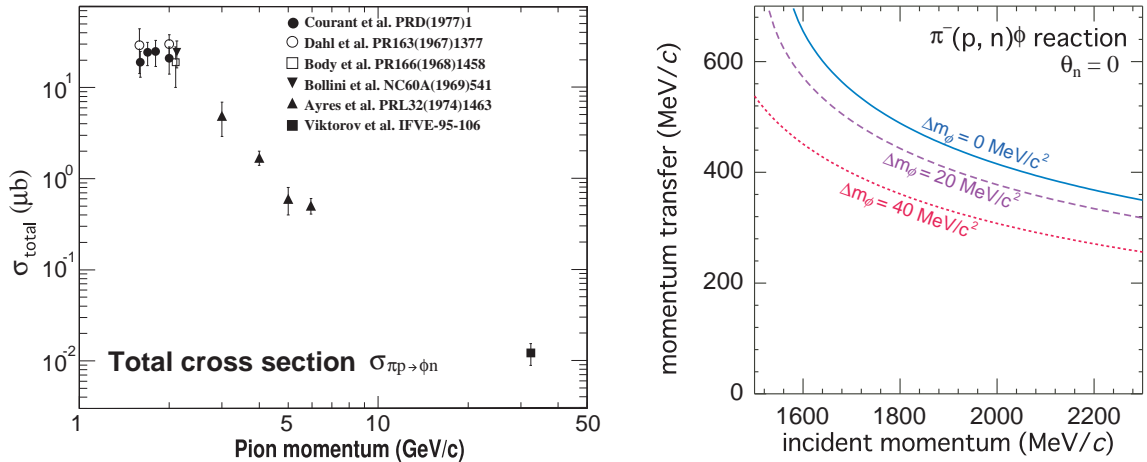 Courant et al. PRD(1977)1
Dahl et al. PR163(1967)1377
Body et al. PR166(1968)1458
Bollini et al. NC60A(1969)541
Ayres et al. PRL32(1974)1463
Viktorov et al. IFVE-95-106
σtotal (μb)
10¹
10⁰
10⁻¹
10⁻²
Total cross section σπp→ϕn
1 5 10 50
Pion momentum (GeV/c)
π⁻(p, n)ϕ reaction
θn = 0
momentum transfer (MeV/c)
600
400
200
0
Δmϕ = 0 MeV/c²
Δmϕ = 20 MeV/c²
Δmϕ = 40 MeV/c²
1600 1800 2000 2200
incident momentum (MeV/c)